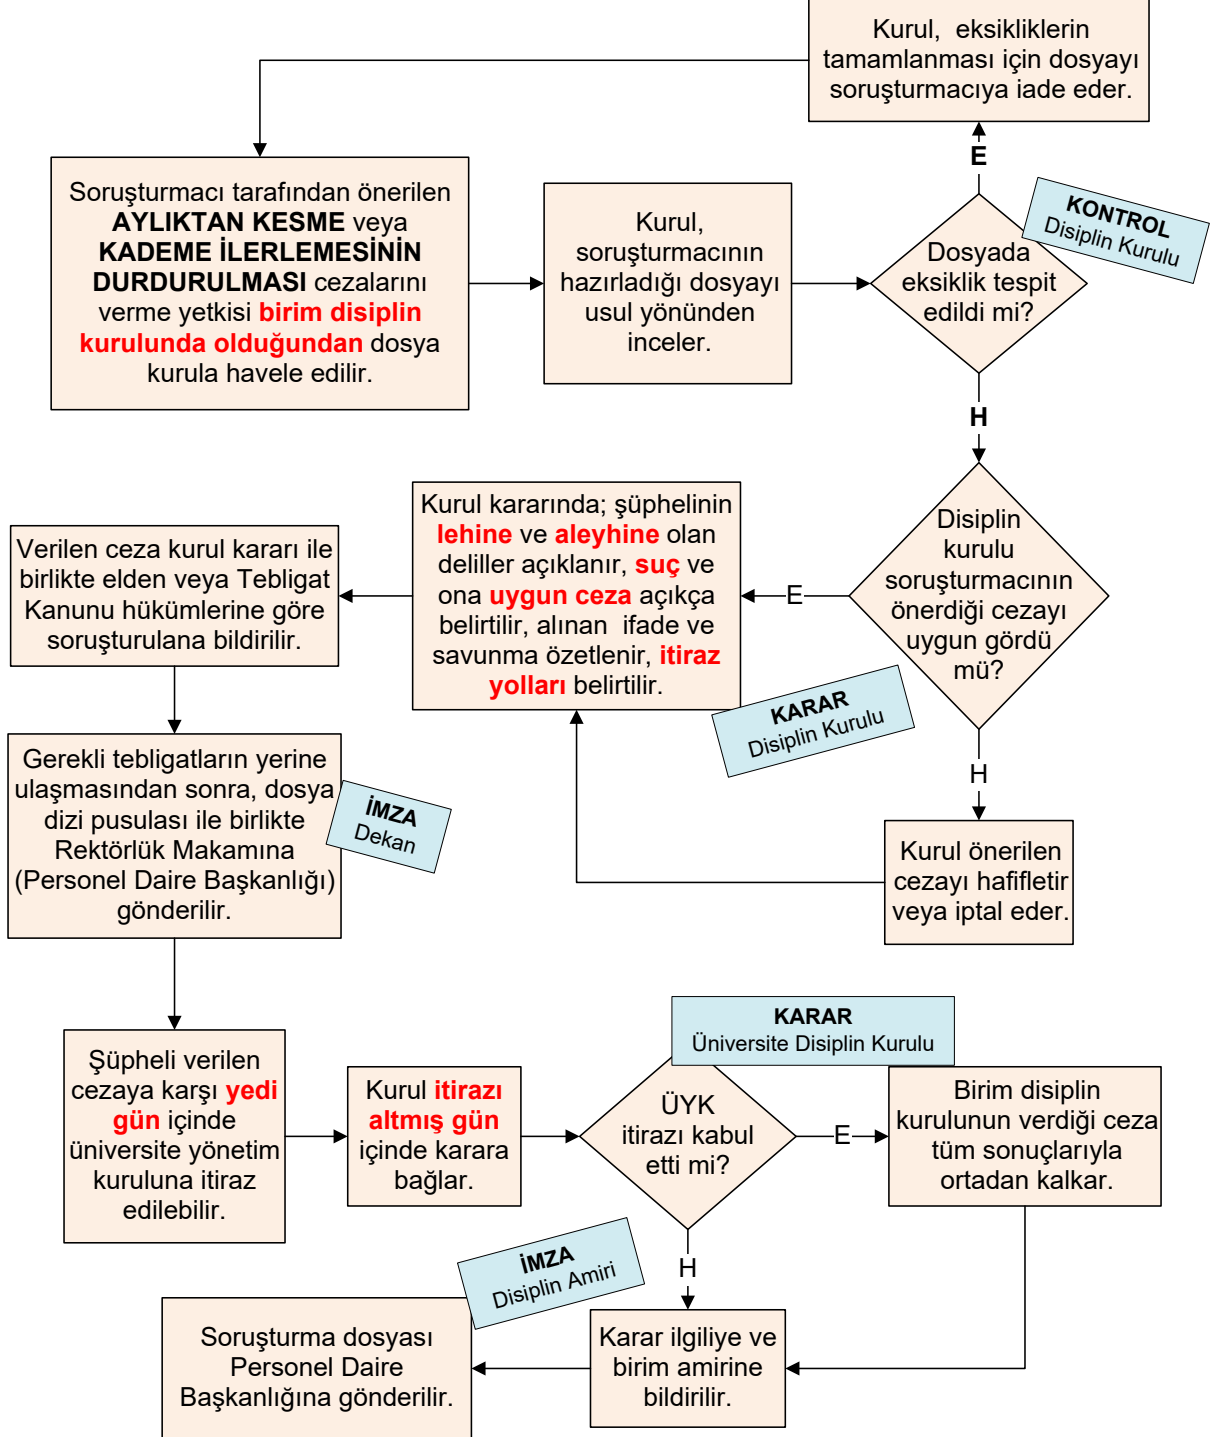 Kurul,  eksikliklerin
tamamlanması için dosyayı
soruşturmacıya iade eder.
E
Soruşturmacı tarafından önerilen
AYLIKTAN KESME veya
KADEME İLERLEMESİNİN
DURDURULMASI cezalarını
verme yetkisi birim disiplin
kurulunda olduğundan dosya
kurula havele edilir.
Kurul,
soruşturmacının
hazırladığı dosyayı
usul yönünden
inceler.
Dosyada
eksiklik tespit
edildi mi?
KONTROL
Disiplin Kurulu
H
Disiplin
kurulu
soruşturmacının
önerdiği cezayı
uygun gördü
mü?
E
KARAR
Disiplin Kurulu
Kurul kararında; şüphelinin
lehine ve aleyhine olan
deliller açıklanır, suç ve
ona uygun ceza açıkça
belirtilir, alınan  ifade ve
savunma özetlenir, itiraz
yolları belirtilir.
Verilen ceza kurul kararı ile
birlikte elden veya Tebligat
Kanunu hükümlerine göre
soruşturulana bildirilir.
H
Kurul önerilen
cezayı hafifletir
veya iptal eder.
Gerekli tebligatların yerine
ulaşmasından sonra, dosya
dizi pusulası ile birlikte
Rektörlük Makamına
(Personel Daire Başkanlığı)
gönderilir.
İMZA
Dekan
Şüpheli verilen
cezaya karşı yedi
gün içinde
üniversite yönetim
kuruluna itiraz
edilebilir.
Kurul itirazı
altmış gün
içinde karara
bağlar.
KARAR
Üniversite Disiplin Kurulu
ÜYK
itirazı kabul
etti mi?
E
Birim disiplin
kurulunun verdiği ceza
tüm sonuçlarıyla
ortadan kalkar.
H
Karar ilgiliye ve
birim amirine
bildirilir.
İMZA
Disiplin Amiri
Soruşturma dosyası
Personel Daire
Başkanlığına gönderilir.